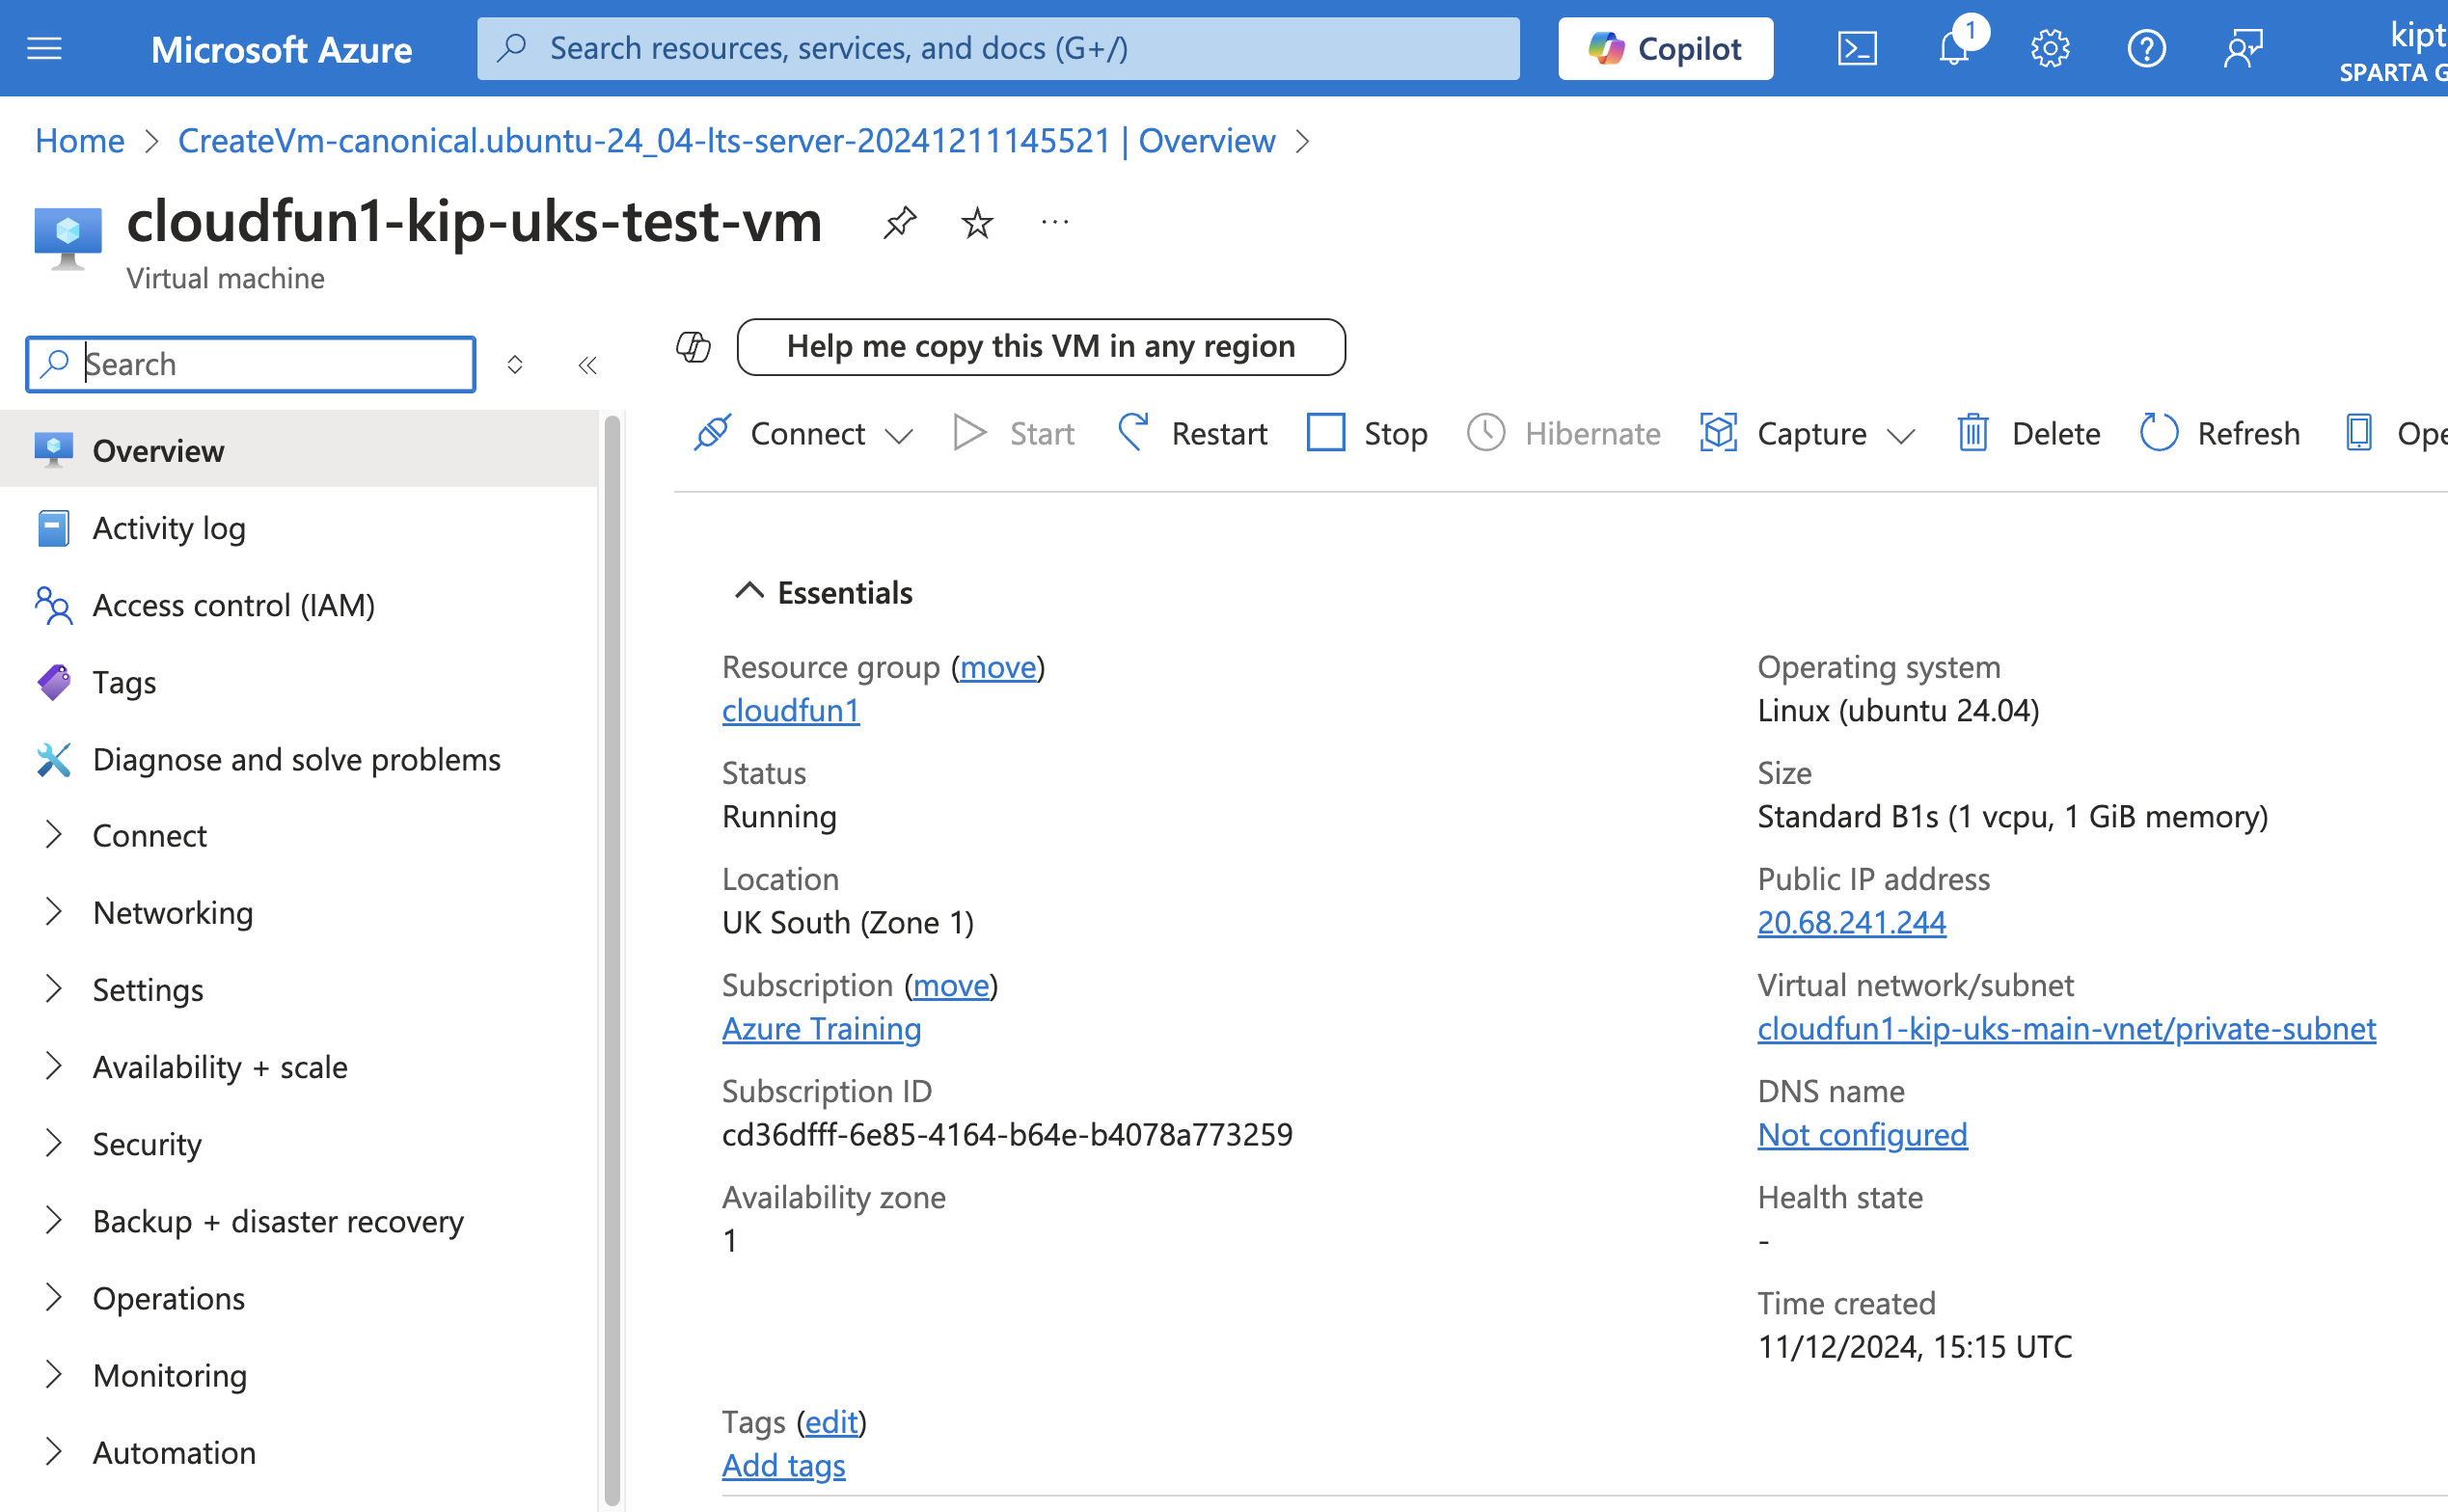 Microsoft Azure
Search resources, services, and docs (G+/)
Copilot
1
kipt
SPARTA G
Home > CreateVm-canonical.ubuntu-24_04-lts-server-20241211145521 | Overview >
cloudfun1-kip-uks-test-vm
Virtual machine
Search
Help me copy this VM in any region
Connect Start Restart Stop Hibernate Capture Delete Refresh Ope
Overview
Activity log
Access control (IAM)
Tags
Diagnose and solve problems
Connect
Networking
Settings
Availability + scale
Security
Backup + disaster recovery
Operations
Monitoring
Automation
Essentials
Resource group (move)
cloudfun1
Status
Running
Location
UK South (Zone 1)
Subscription (move)
Azure Training
Subscription ID
cd36dfff-6e85-4164-b64e-b4078a773259
Availability zone
1
Operating system
Linux (ubuntu 24.04)
Size
Standard B1s (1 vcpu, 1 GiB memory)
Public IP address
20.68.241.244
Virtual network/subnet
cloudfun1-kip-uks-main-vnet/private-subnet
DNS name
Not configured
Health state
-
Time created
11/12/2024, 15:15 UTC
Tags (edit)
Add tags